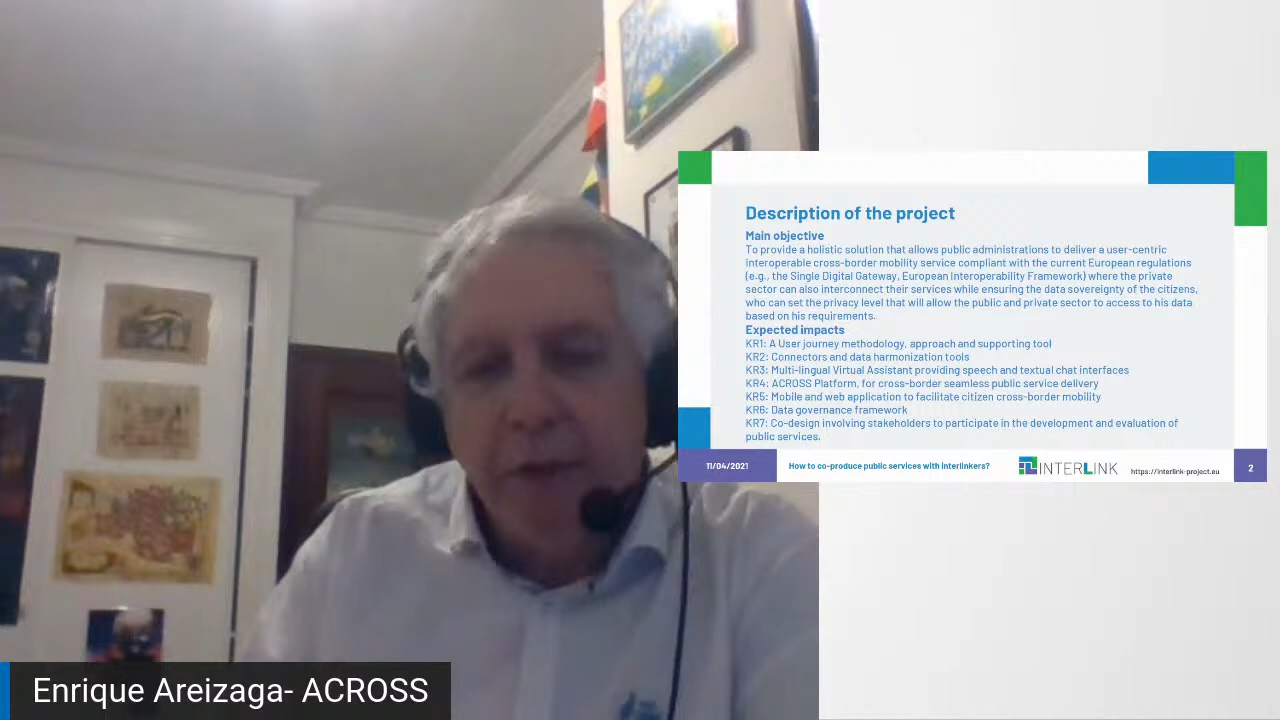 Description of the project
Main objective
To provide a holistic solution that allows public administrations to deliver a user-centric
interoperable cross-border mobility service compliant with the current European regulations
(e.g., the Single Digital Gateway, European Interoperability Framework) where the private
sector can also interconnect their services while ensuring the data sovereignty of the citizens,
who can set the privacy level that will allow the public and private sector to access to his data
based on his requirements.
Expected impacts
KR1: A User journey methodology, approach and supporting tool
KR2: Connectors and data harmonization tools
KR3: Multi-lingual Virtual Assistant providing speech and textual chat interfaces
KR4: ACROSS Platform, for cross-border seamless public service delivery
KR5: Mobile and web application to facilitate citizen cross-border mobility
KR6: Data governance framework
KR7: Co-design involving stakeholders to participate in the development and evaluation of
public services.
11/04/2021
How to co-produce public services with interlinkers?
INTERLINK
https://interlink-project.eu
2
Enrique Areizaga- ACROSS